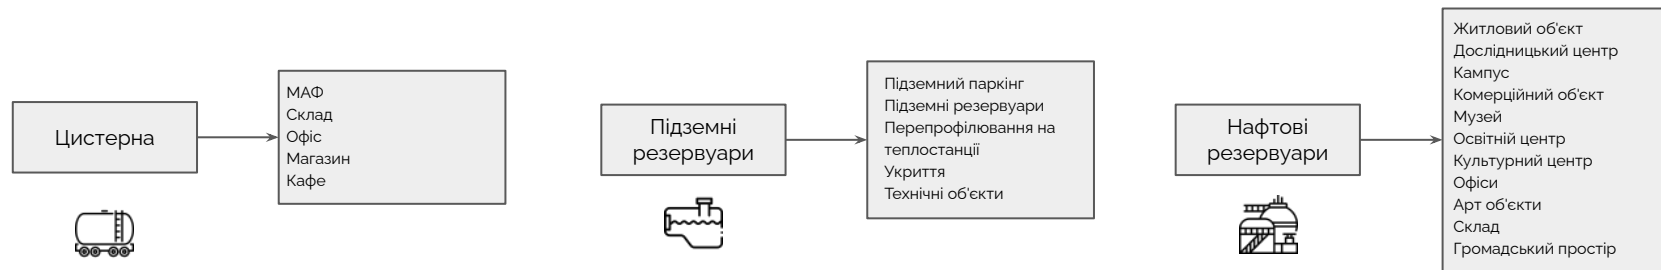 Цистерна
МАФ
Склад
Офіс
Магазин
Кафе
Підземні
резервуари
Підземний паркінг
Підземні резервуари
Перепрофілювання на
теплостанції
Укриття
Технічні об'єкти
Нафтові
резервуари
Житловий об'єкт
Дослідницький центр
Кампус
Комерційний об'єкт
Музей
Освітній центр
Культурний центр
Офіси
Арт об'єкти
Склад
Громадський простір